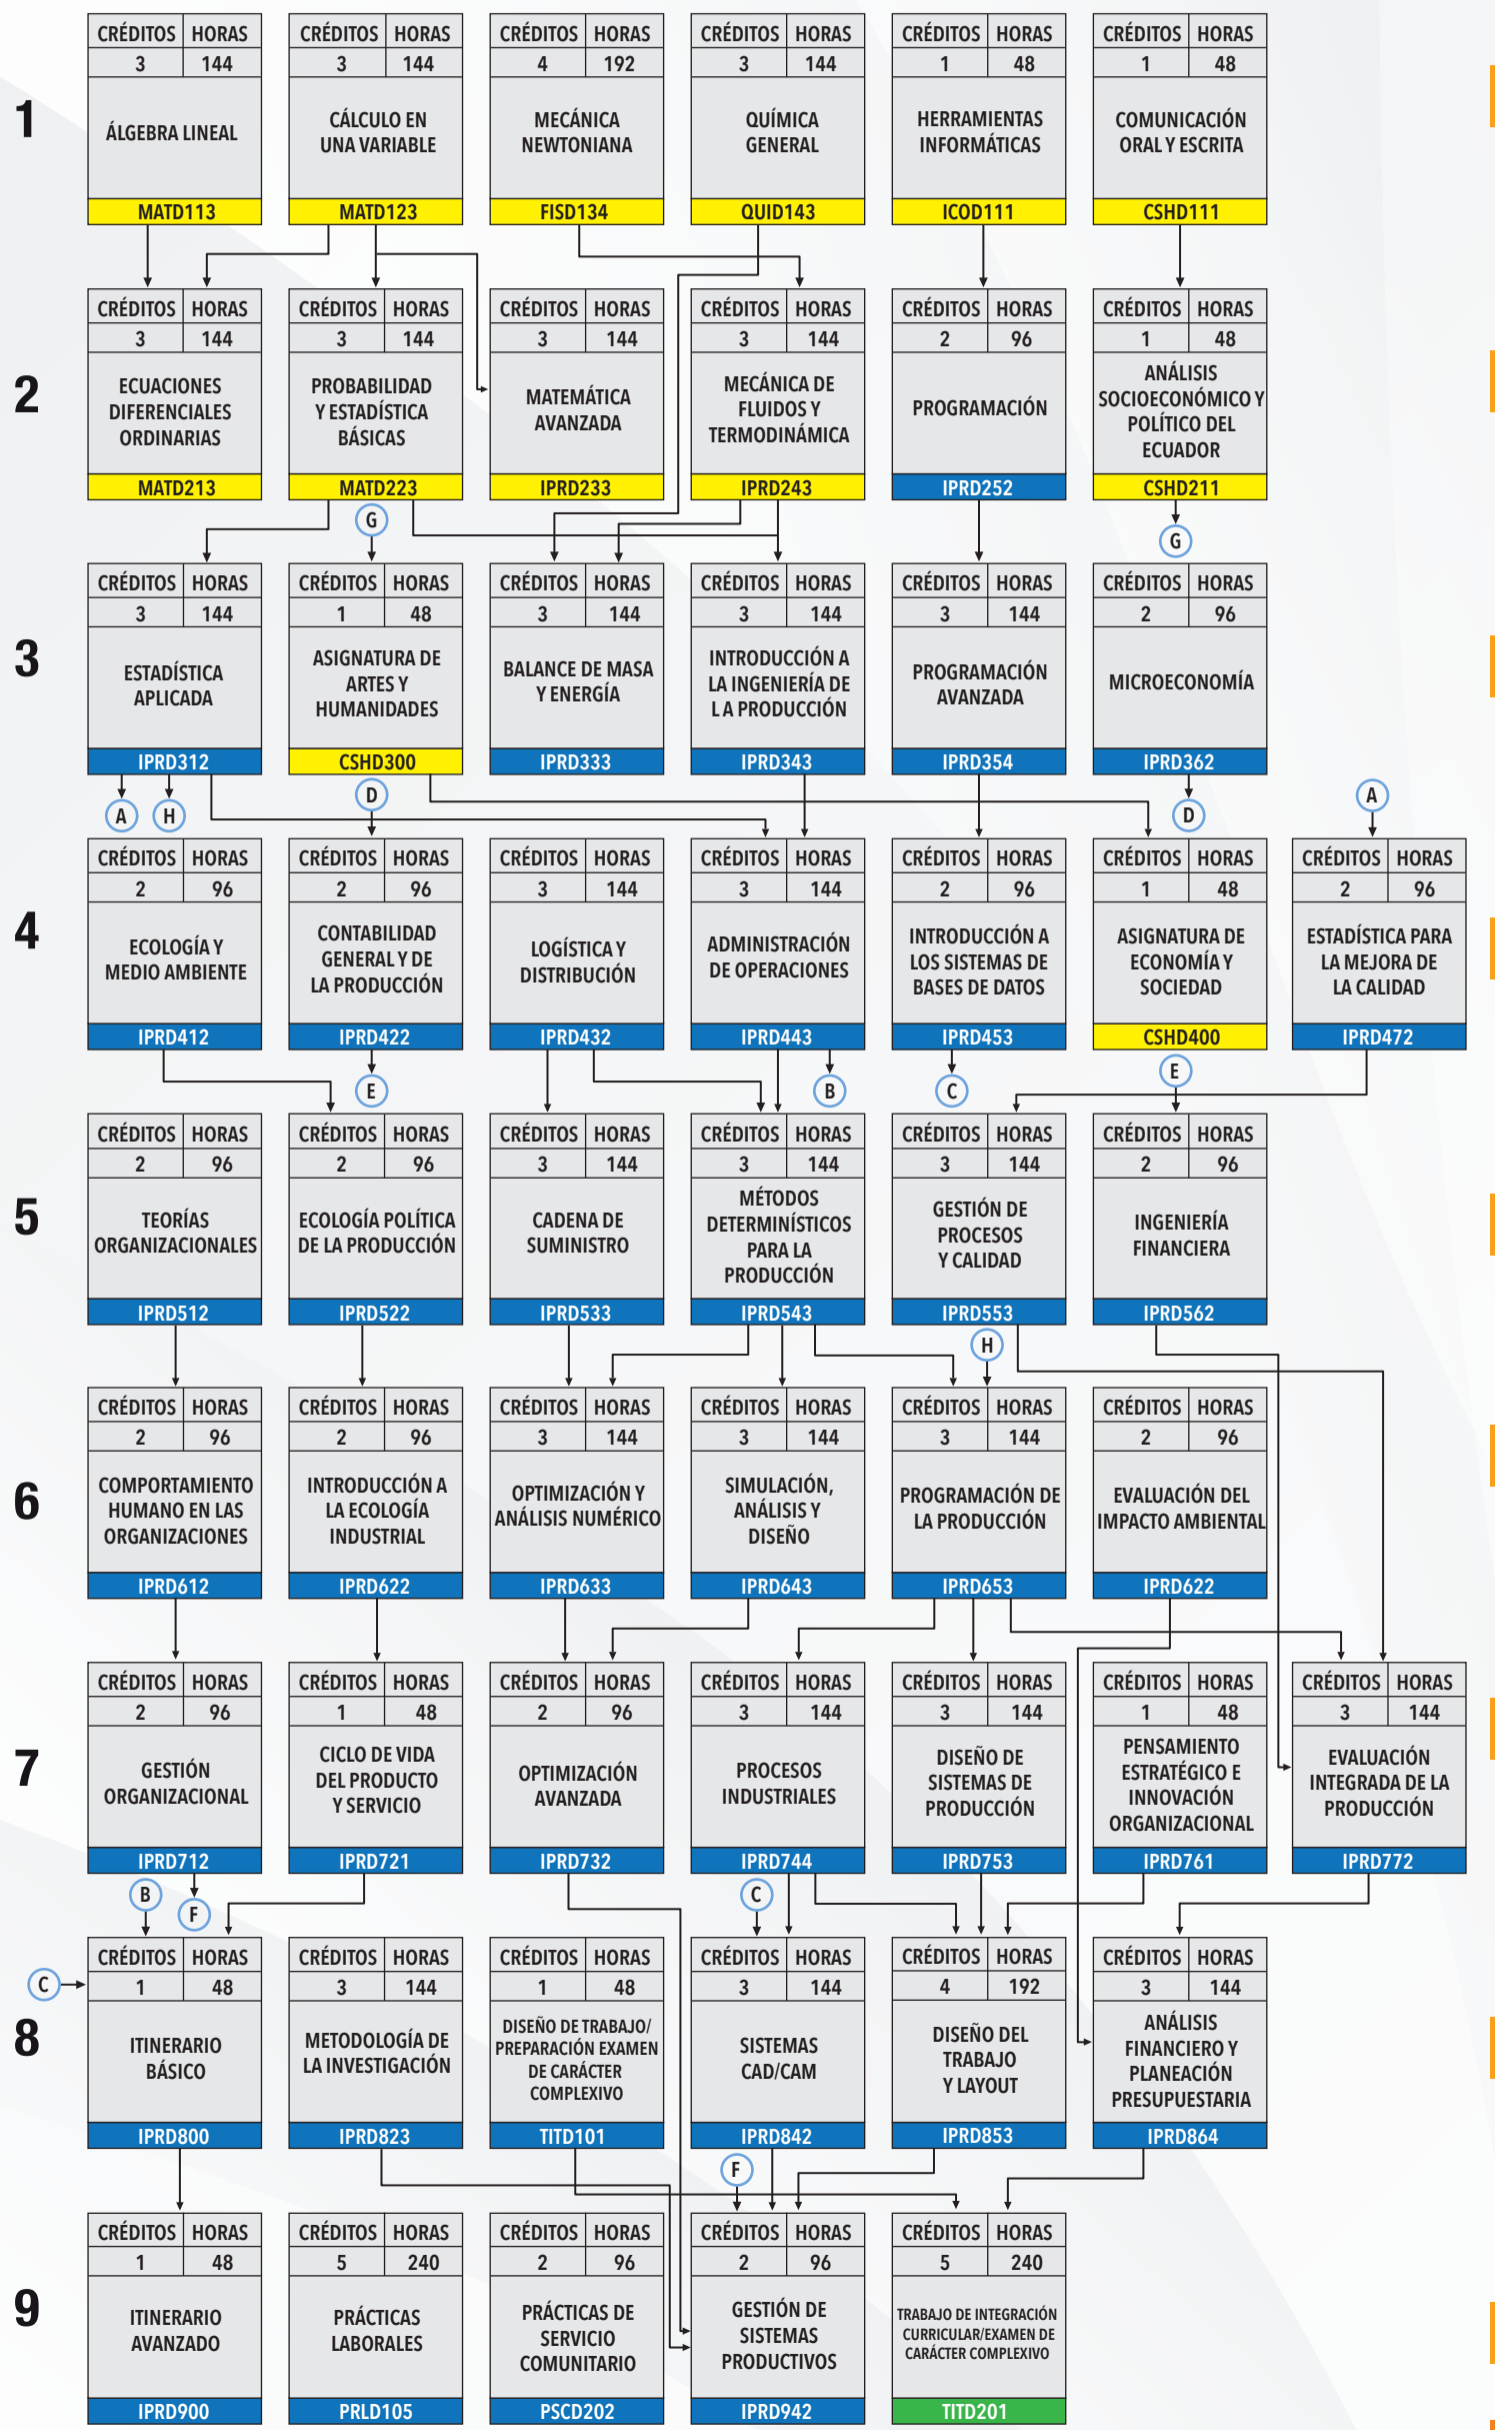 1
CRÉDITOS HORAS
3 144
ÁLGEBRA LINEAL
MATD113
CRÉDITOS HORAS
3 144
CÁLCULO EN
UNA VARIABLE
MATD123
CRÉDITOS HORAS
4 192
MECÁNICA
NEWTONIANA
FISD134
CRÉDITOS HORAS
3 144
QUÍMICA
GENERAL
QUID143
CRÉDITOS HORAS
1 48
HERRAMIENTAS
INFORMÁTICAS
ICOD111
CRÉDITOS HORAS
1 48
COMUNICACIÓN
ORAL Y ESCRITA
CSHD111
2
CRÉDITOS HORAS
3 144
ECUACIONES
DIFERENCIALES
ORDINARIAS
MATD213
CRÉDITOS HORAS
3 144
PROBABILIDAD
Y ESTADÍSTICA
BÁSICAS
MATD223
CRÉDITOS HORAS
3 144
MATEMÁTICA
AVANZADA
IPRD233
CRÉDITOS HORAS
3 144
MECÁNICA DE
FLUIDOS Y
TERMODINÁMICA
IPRD243
CRÉDITOS HORAS
2 96
PROGRAMACIÓN
IPRD252
CRÉDITOS HORAS
1 48
ANÁLISIS
SOCIOECONÓMICO Y
POLÍTICO DEL
ECUADOR
CSHD211
G
G
3
CRÉDITOS HORAS
3 144
ESTADÍSTICA
APLICADA
IPRD312
CRÉDITOS HORAS
1 48
ASIGNATURA DE
ARTES Y
HUMANIDADES
CSHD300
CRÉDITOS HORAS
3 144
BALANCE DE MASA
Y ENERGÍA
IPRD333
CRÉDITOS HORAS
3 144
INTRODUCCIÓN A
LA INGENIERÍA DE
L A PRODUCCIÓN
IPRD343
CRÉDITOS HORAS
3 144
PROGRAMACIÓN
AVANZADA
IPRD354
CRÉDITOS HORAS
2 96
MICROECONOMÍA
IPRD362
A
H
D
D
A
4
CRÉDITOS HORAS
2 96
ECOLOGÍA Y
MEDIO AMBIENTE
IPRD412
CRÉDITOS HORAS
2 96
CONTABILIDAD
GENERAL Y DE
LA PRODUCCIÓN
IPRD422
CRÉDITOS HORAS
3 144
LOGÍSTICA Y
DISTRIBUCIÓN
IPRD432
CRÉDITOS HORAS
3 144
ADMINISTRACIÓN
DE OPERACIONES
IPRD443
CRÉDITOS HORAS
2 96
INTRODUCCIÓN A
LOS SISTEMAS DE
BASES DE DATOS
IPRD453
CRÉDITOS HORAS
1 48
ASIGNATURA DE
ECONOMÍA Y
SOCIEDAD
CSHD400
CRÉDITOS HORAS
2 96
ESTADÍSTICA PARA
LA MEJORA DE
LA CALIDAD
IPRD472
E
B
C
E
5
CRÉDITOS HORAS
2 96
TEORÍAS
ORGANIZACIONALES
IPRD512
CRÉDITOS HORAS
2 96
ECOLOGÍA POLÍTICA
DE LA PRODUCCIÓN
IPRD522
CRÉDITOS HORAS
3 144
CADENA DE
SUMINISTRO
IPRD533
CRÉDITOS HORAS
3 144
MÉTODOS
DETERMINÍSTICOS
PARA LA
PRODUCCIÓN
IPRD543
CRÉDITOS HORAS
3 144
GESTIÓN DE
PROCESOS
Y CALIDAD
IPRD553
CRÉDITOS HORAS
2 96
INGENIERÍA
FINANCIERA
IPRD562
H
6
CRÉDITOS HORAS
2 96
COMPORTAMIENTO
HUMANO EN LAS
ORGANIZACIONES
IPRD612
CRÉDITOS HORAS
2 96
INTRODUCCIÓN A
LA ECOLOGÍA
INDUSTRIAL
IPRD622
CRÉDITOS HORAS
3 144
OPTIMIZACIÓN Y
ANÁLISIS NUMÉRICO
IPRD633
CRÉDITOS HORAS
3 144
SIMULACIÓN,
ANÁLISIS Y
DISEÑO
IPRD643
CRÉDITOS HORAS
3 144
PROGRAMACIÓN DE
LA PRODUCCIÓN
IPRD653
CRÉDITOS HORAS
2 96
EVALUACIÓN DEL
IMPACTO AMBIENTAL
IPRD622
7
CRÉDITOS HORAS
2 96
GESTIÓN
ORGANIZACIONAL
IPRD712
CRÉDITOS HORAS
1 48
CICLO DE VIDA
DEL PRODUCTO
Y SERVICIO
IPRD721
CRÉDITOS HORAS
2 96
OPTIMIZACIÓN
AVANZADA
IPRD732
CRÉDITOS HORAS
3 144
PROCESOS
INDUSTRIALES
IPRD744
CRÉDITOS HORAS
3 144
DISEÑO DE
SISTEMAS DE
PRODUCCIÓN
IPRD753
CRÉDITOS HORAS
1 48
PENSAMIENTO
ESTRATÉGICO E
INNOVACIÓN
ORGANIZACIONAL
IPRD761
CRÉDITOS HORAS
3 144
EVALUACIÓN
INTEGRADA DE LA
PRODUCCIÓN
IPRD772
B
F
C
C
8
CRÉDITOS HORAS
1 48
ITINERARIO
BÁSICO
IPRD800
CRÉDITOS HORAS
3 144
METODOLOGÍA DE
LA INVESTIGACIÓN
IPRD823
CRÉDITOS HORAS
1 48
DISEÑO DE TRABAJO/
PREPARACIÓN EXAMEN
DE CARÁCTER
COMPLEXIVO
TITD101
CRÉDITOS HORAS
3 144
SISTEMAS
CAD/CAM
IPRD842
CRÉDITOS HORAS
4 192
DISEÑO DEL
TRABAJO
Y LAYOUT
IPRD853
CRÉDITOS HORAS
3 144
ANÁLISIS
FINANCIERO Y
PLANEACIÓN
PRESUPUESTARIA
IPRD864
F
9
CRÉDITOS HORAS
1 48
ITINERARIO
AVANZADO
IPRD900
CRÉDITOS HORAS
5 240
PRÁCTICAS
LABORALES
PRLD105
CRÉDITOS HORAS
2 96
PRÁCTICAS DE
SERVICIO
COMUNITARIO
PSCD202
CRÉDITOS HORAS
2 96
GESTIÓN DE
SISTEMAS
PRODUCTIVOS
IPRD942
CRÉDITOS HORAS
5 240
TRABAJO DE INTEGRACIÓN
CURRICULAR/EXAMEN DE
CARÁCTER COMPLEXIVO
TITD201